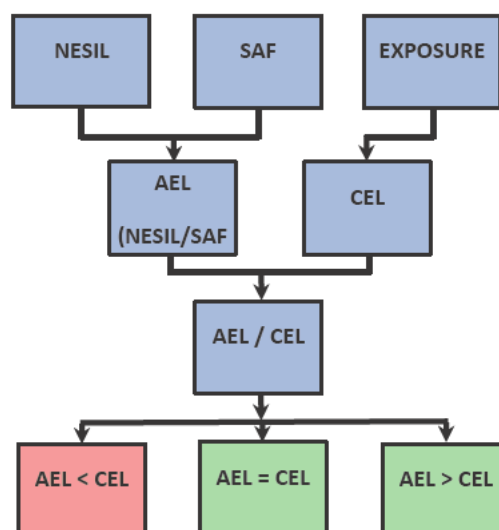 NESIL
SAF
EXPOSURE
AEL
(NESIL/SAF
CEL
AEL / CEL
AEL < CEL
AEL = CEL
AEL > CEL